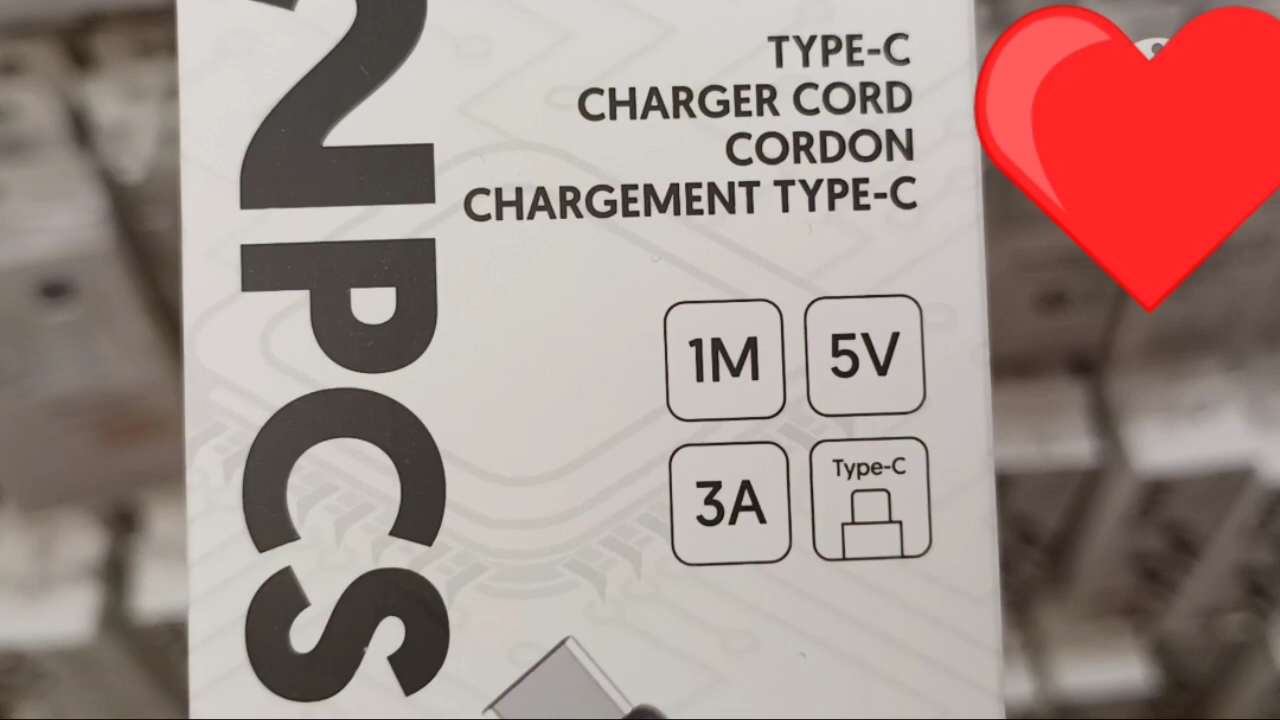 2PCS
TYPE-C
CHARGER CORD
CORDON
CHARGEMENT TYPE-C
1M
5V
3A
Type-C